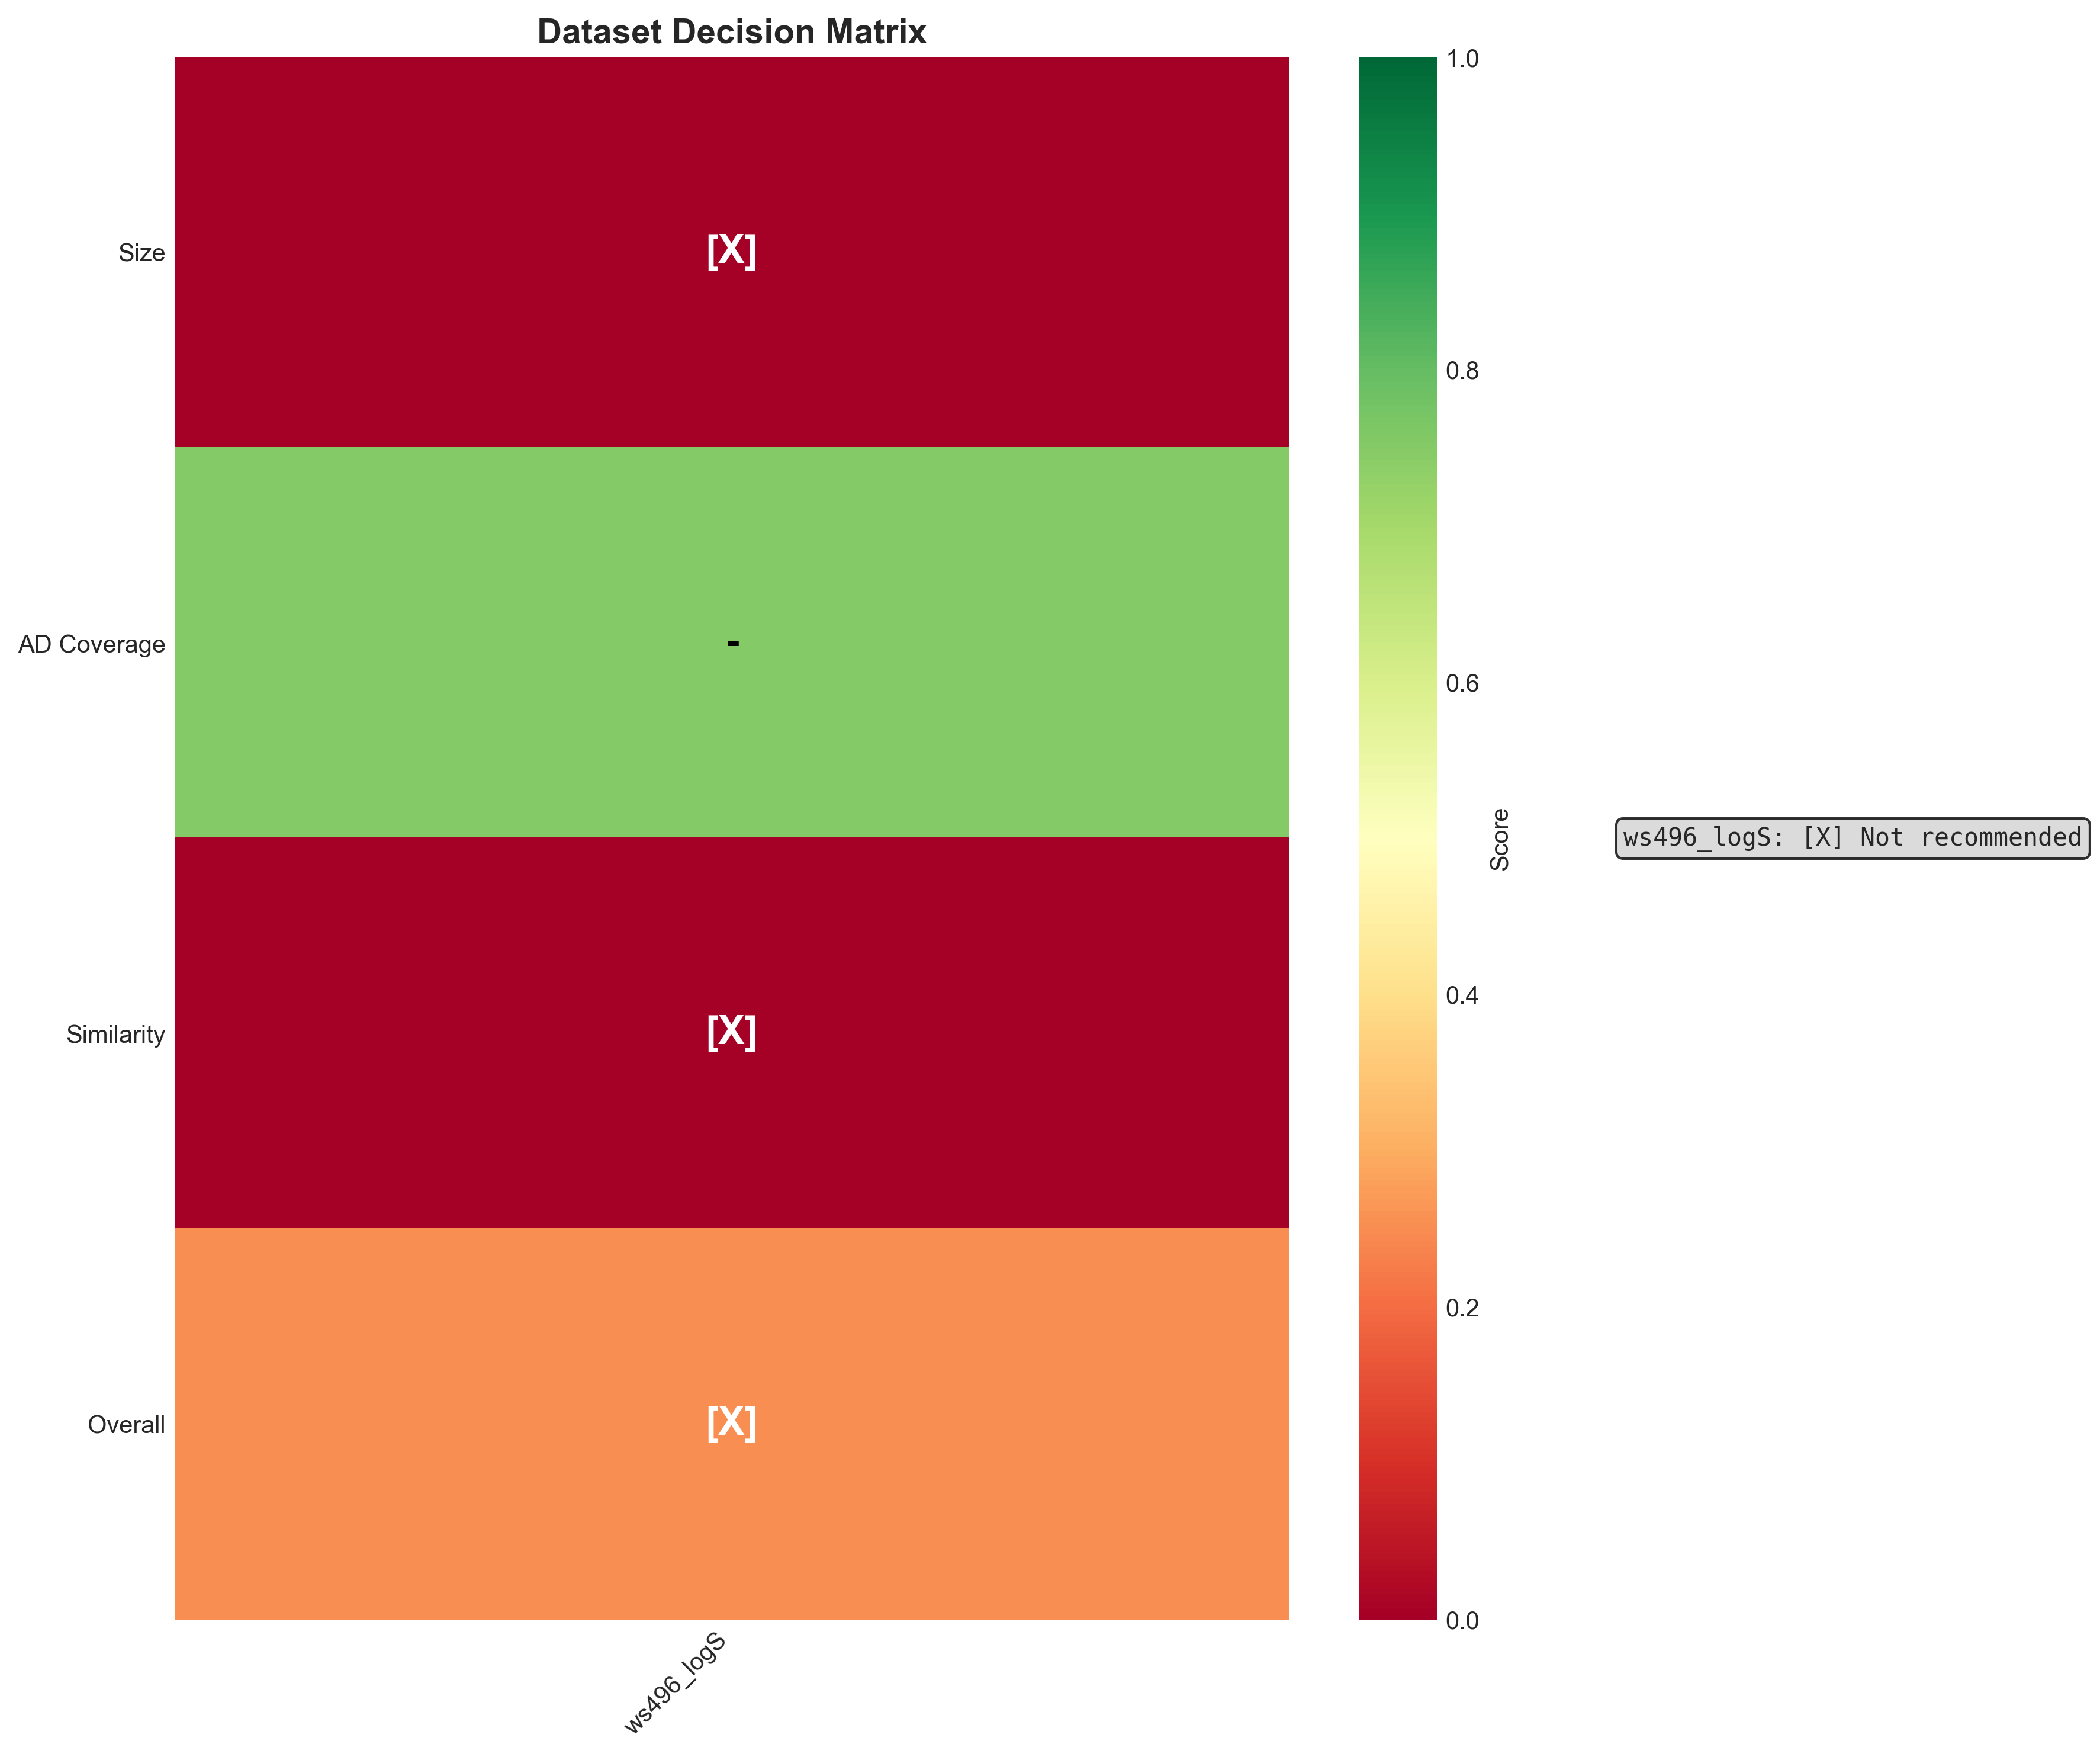 Dataset Decision Matrix
Size
[X]
AD Coverage
-
Similarity
[X]
Overall
[X]
ws496_logS
1.0
0.8
0.6
0.4
0.2
0.0
Score
ws496_logS: [X] Not recommended